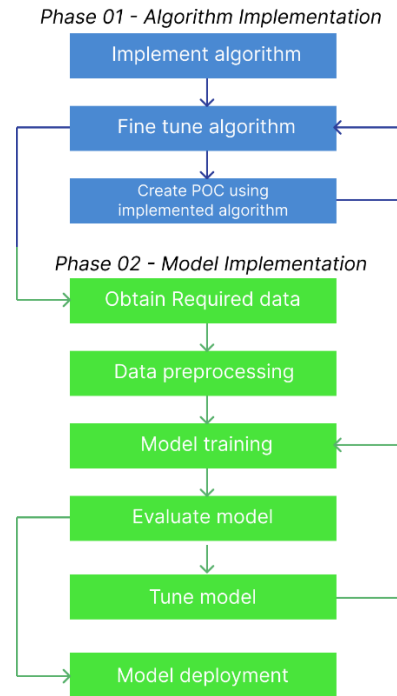 Phase 01 - Algorithm Implementation
Implement algorithm
Fine tune algorithm
Create POC using
implemented algorithm
Phase 02 - Model Implementation
Obtain Required data
Data preprocessing
Model training
Evaluate model
Tune model
Model deployment